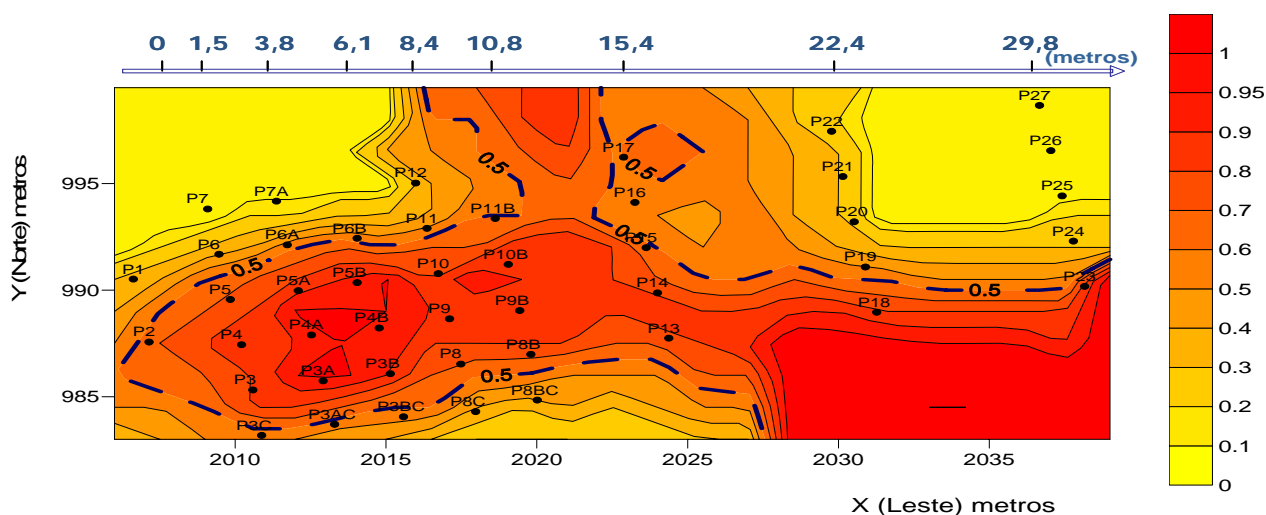 0 1,5 3,8 6,1 8,4 10,8 15,4 22,4 29,8
(metros)
1
P27
0.95
P22
P17
0.9
P26
0.5
0.5
P12
P21
0.8
995
P7A
P25
P7
P16
P11B
P20
0.7
P11
P6B
P6A
P24
P6
0.5
0.6
P10B
P19
P1
0.5
P10
P5B
P5A
P14
P23
990
P5
0.5
0.5
P9B
P18
P9
P4B
P4A
P2
P4
P13
0.4
P8B
P8
P3B
P3A
P3
0.5
0.3
985
P8BC
P8C
P3BC
P3AC
0.2
P3C
0.1
2010 2015 2020 2025 2030 2035
0
X (Leste) metros
Y (Norte) metros